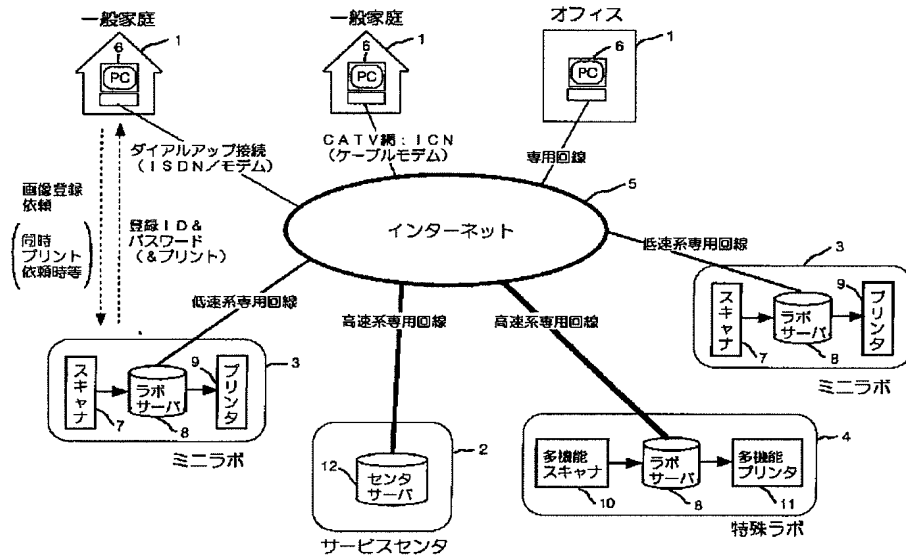 一般家庭
一般家庭
オフィス
6
1
6
1
6
1
PC
PC
PC
ダイアルアップ接続
(ISDN/モデム)
CATV網:ICN
(ケーブルモデム)
専用回線
5
画像登録
依頼
(同時
プリント
依頼時等)
登録ID&
パスワード
(&プリント)
インターネット
低速系専用回線
高速系専用回線
高速系専用回線
低速系専用回線
スキャナ
7
ラボ
サーバ
8
9
プリンタ
3
ミニラボ
スキャナ
7
ラボ
サーバ
8
9
プリンタ
3
ミニラボ
12
センタ
サーバ
2
サービスセンタ
多機能
スキャナ
10
ラボ
サーバ
8
多機能
プリンタ
11
4
特殊ラボ